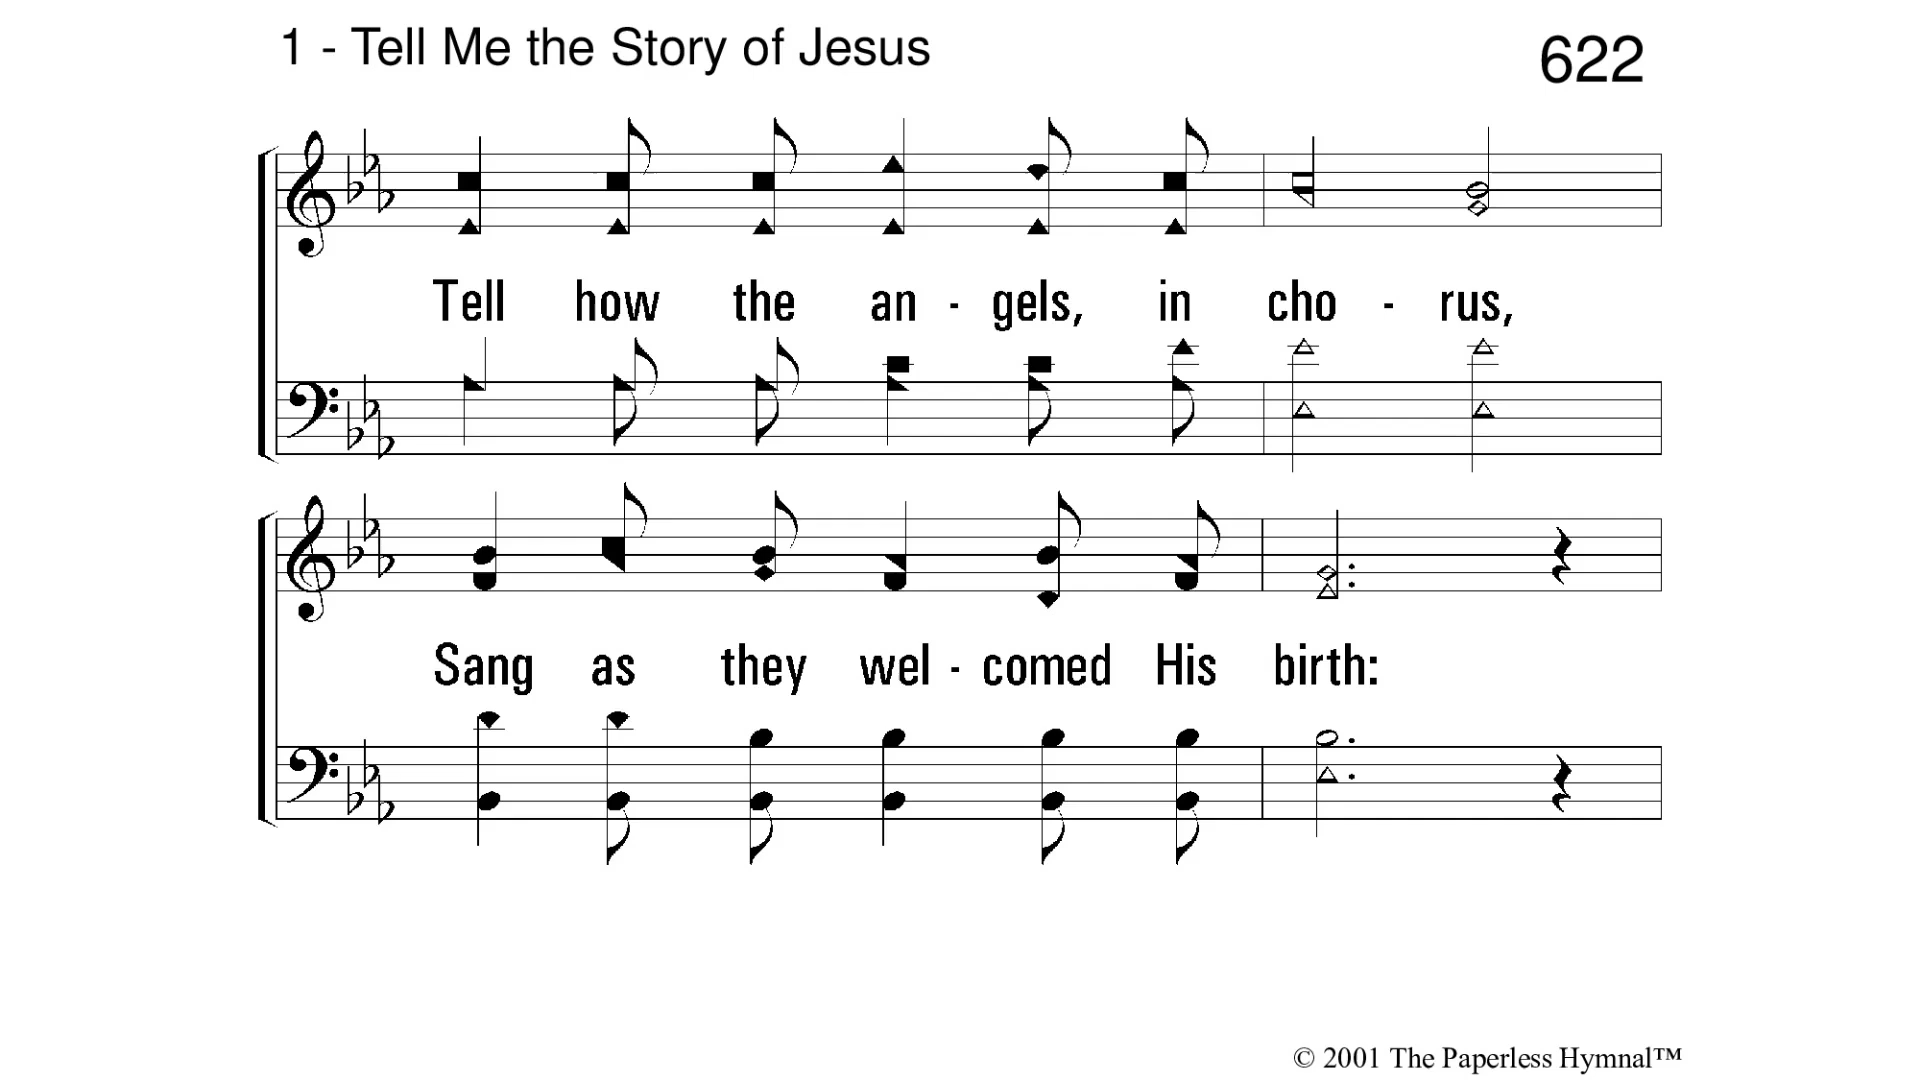 1 - Tell Me the Story of Jesus
622
Tell how the an - gels, in cho - rus,
Sang as they wel - comed His birth:
© 2001 The Paperless Hymnal™